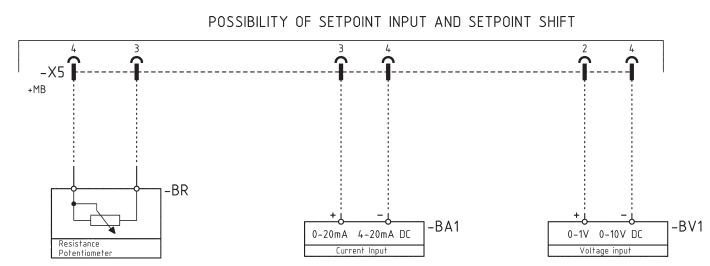 POSSIBILITY OF SETPOINT INPUT AND SETPOINT SHIFT
4 3 3 4 2 4
-X5
+MB
-BR
+ - + -
0-20mA 4-20mA DC -BA1 0-1V 0-10V DC -BV1
Resistance
Potentiometer
Current Input Voltage input